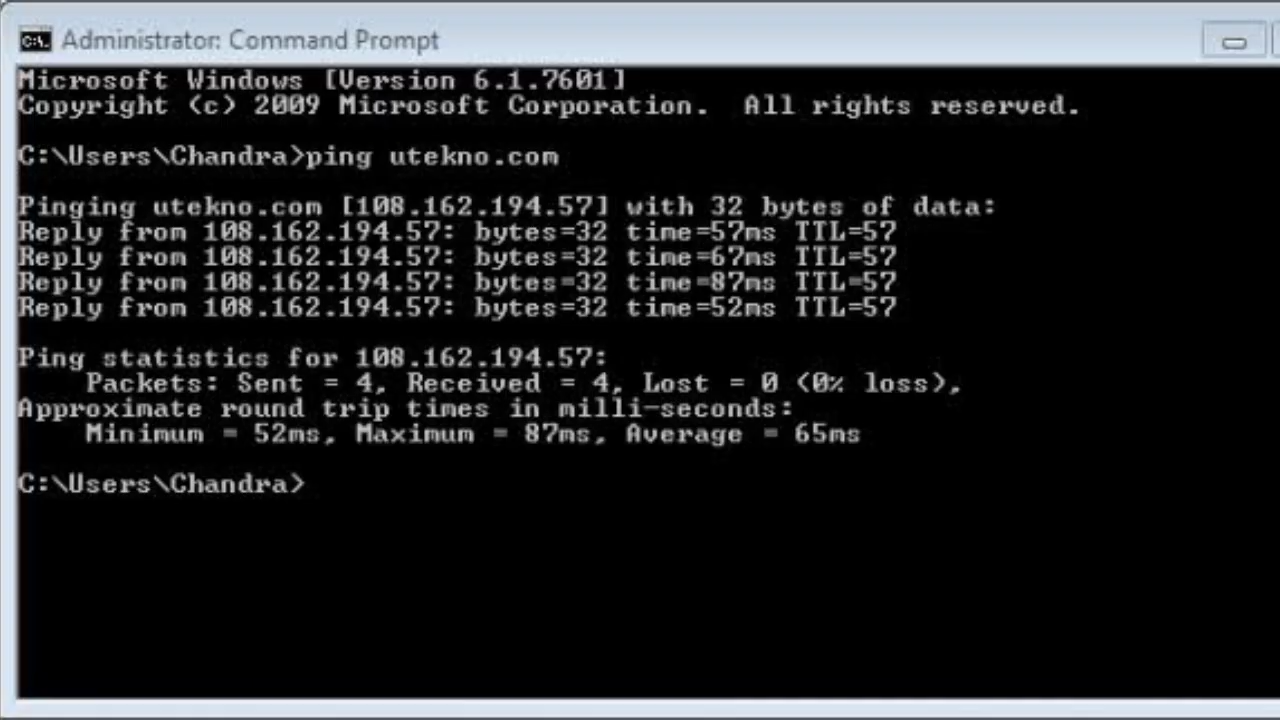 Administrator: Command Prompt
Microsoft Windows [Version 6.1.7601]
Copyright (c) 2009 Microsoft Corporation.  All rights reserved.
C:\Users\Chandra>ping utekno.com
Pinging utekno.com [108.162.194.57] with 32 bytes of data:
Reply from 108.162.194.57: bytes=32 time=57ms TTL=57
Reply from 108.162.194.57: bytes=32 time=67ms TTL=57
Reply from 108.162.194.57: bytes=32 time=87ms TTL=57
Reply from 108.162.194.57: bytes=32 time=52ms TTL=57
Ping statistics for 108.162.194.57:
    Packets: Sent = 4, Received = 4, Lost = 0 (0% loss),
Approximate round trip times in milli-seconds:
    Minimum = 52ms, Maximum = 87ms, Average = 65ms
C:\Users\Chandra>